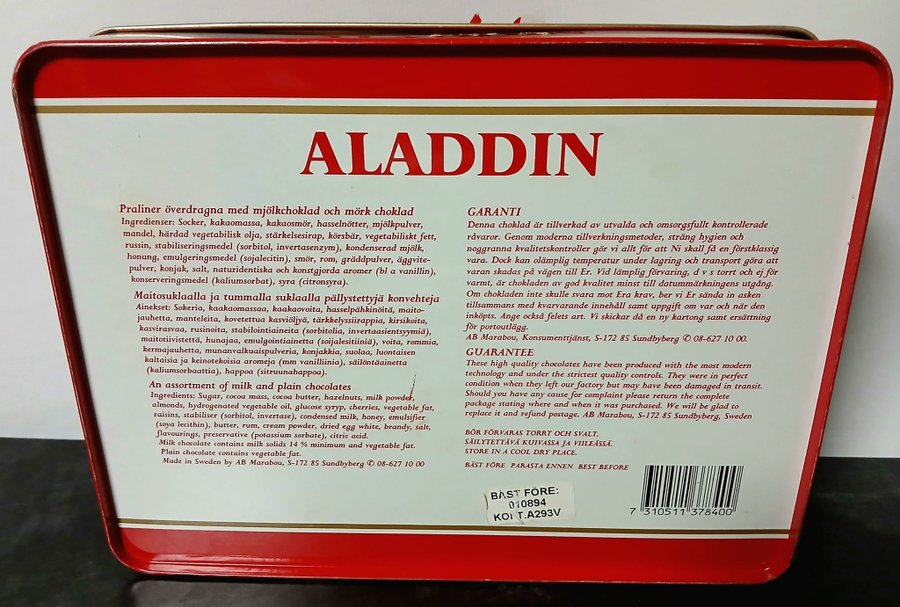 ALADDIN
Praliner överdragna med mjölkchoklad och mörk choklad
Ingredienser: Socker, kakaomassa, kakaosmör, hasselnötter, mjölkpulver,
mandel, härdad vegetabilisk olja, stärkelsesirap, körsbär, vegetabiliskt fett,
russin, stabiliseringsmedel (sorbitol, invertasenzym), kondenserad mjölk,
honung, emulgeringsmedel (sojalecitin), smör, rom, gräddpulver, äggvite-
pulver, konjak, salt, naturidentiska och konstgjorda aromer (bl a vanillin),
konserveringsmedel (kaliumsorbat), syra (citronsyra).
Maitosuklaalla ja tummalla suklaalla pällystettyjä konvehteja
Ainekset: Sokeria, kaakaomassaa, kaakaovoita, hasselpähkinöitä, maito-
jauhetta, manteleita, kovetettua kasviöljyä, tärkkelyssiirappia, kirsikoita,
kasvirasvaa, rusinoita, stabilointiaineita (sorbitolia, invertaasientsyymiä),
maitotiivistettä, hunajaa, emulgointiainetta (soijalesitiiniä), voita, rommia,
kermajauhetta, munanvalkuaispulveria, konjakkia, suolaa, luontaisen
kaltaisia ja keinotekoisia aromeja (mm vanilliinia), säilöntäainetta
(kaliumsorbaattia), happoa (sitruunahappoa).
An assortment of milk and plain chocolates
Ingredients: Sugar, cocoa mass, cocoa butter, hazelnuts, milk powder,
almonds, hydrogenated vegetable oil, glucose syryp, cherries, vegetable fat,
raisins, stabiliser (sorbitol, invertase), condensed milk, honey, emulsifier
(soya lecithin), butter, rum, cream powder, dried egg white, brandy, salt,
flavourings, preservative (potassium sorbate), citric acid.
Milk chocolate contains milk solids 14 % minimum and vegetable fat.
Plain chocolate contains vegetable fat.
Made in Sweden by AB Marabou, S-172 85 Sundbyberg ✆ 08-627 10 00
GARANTI
Denna choklad är tillverkad av utvalda och omsorgsfullt kontrollerade
råvaror. Genom moderna tillverkningsmetoder, sträng hygien och
noggranna kvalitetskontroller gör vi allt för att Ni skall få en förstklassig
vara. Dock kan olämplig temperatur under lagring och transport göra att
varan skadas på vägen till Er. Vid lämplig förvaring, d v s torrt och ej för
varmt, är chokladen av god kvalitet minst till datummärkningens utgång.
Om chokladen inte skulle svara mot Era krav, ber vi Er sända in asken
tillsammans med kvarvarande innehåll samt uppgift om var och när den
inköpts. Ange också felets art. Vi skickar då en ny kartong samt ersättning
för portoutlägg.
AB Marabou, Konsumenttjänst, S-172 85 Sundbyberg ✆ 08-627 10 00.
GUARANTEE
These high quality chocolates have been produced with the most modern
technology and under the strictest quality controls. They were in perfect
condition when they left our factory but may have been damaged in transit.
Should you have any cause for complaint please return the complete
package stating where and when it was purchased. We will be glad to
replace it and refund postage. AB Marabou, S-172 85 Sundbyberg, Sweden
BÖR FÖRVARAS TORRT OCH SVALT.
SÄILYTETTÄVÄ KUIVASSA JA VIILEÄSSÄ.
STORE IN A COOL DRY PLACE.
BÄST FÖRE PARASTA ENNEN BEST BEFORE
BÄST FÖRE:
010894
KONT.A293V
7 310511 378400